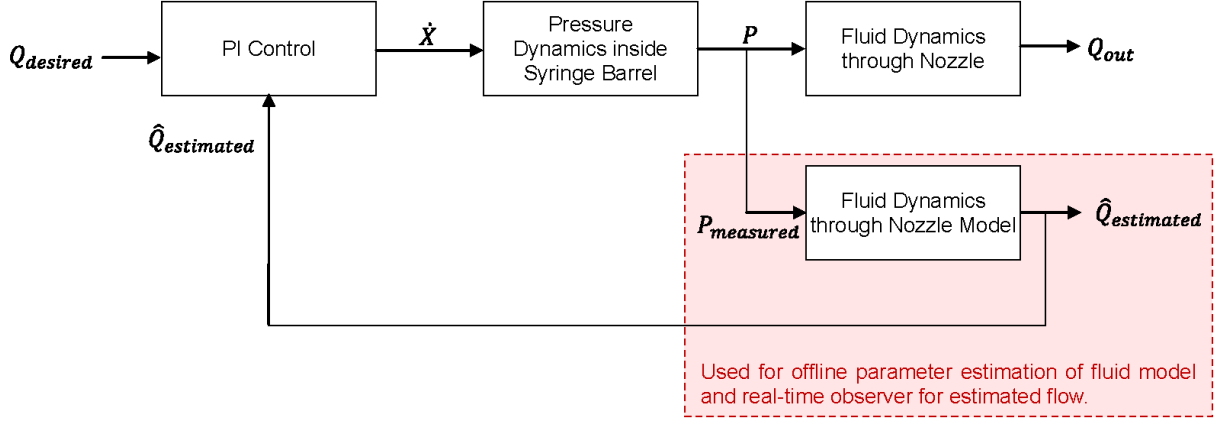 Q_desired
PI Control
Ẋ
Pressure
Dynamics inside
Syringe Barrel
P
Fluid Dynamics
through Nozzle
Q_out
Q̂_estimated
P_measured
Fluid Dynamics
through Nozzle Model
Q̂_estimated
Used for offline parameter estimation of fluid model
and real-time observer for estimated flow.